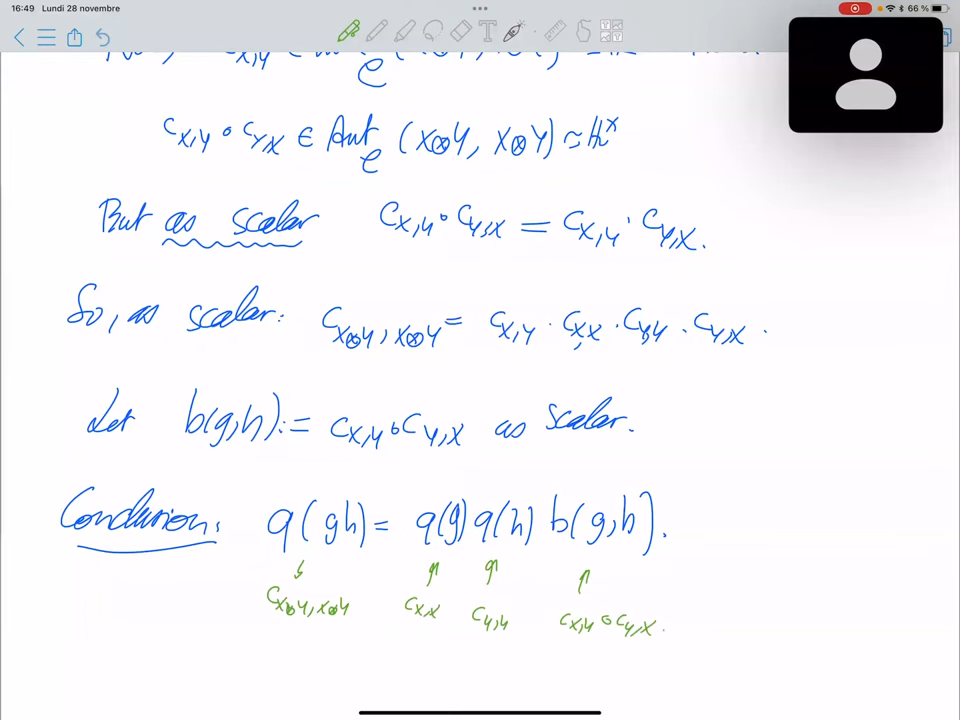 16:49 Lundi 28 novembre
66 %
C_{X,Y} ∘ C_{Y,X} ∈ Aut_C (X⊗Y, X⊗Y) ≈ k^×
But as scalar C_{X,Y} ∘ C_{Y,X} = C_{X,Y} · C_{Y,X}.
So, as scalar: C_{X⊗Y, X⊗Y} = C_{X,Y} · C_{X,X} · C_{Y,Y} · C_{Y,X}.
Let b(g,h) := C_{X,Y} ∘ C_{Y,X} as scalar.
Conclusion: q(gh) = q(g) q(h) b(g,h).
↓ ↑ ↑ ↑
C_{X⊗Y, X⊗Y} C_{X,X} C_{Y,Y} C_{X,Y} ∘ C_{Y,X}.